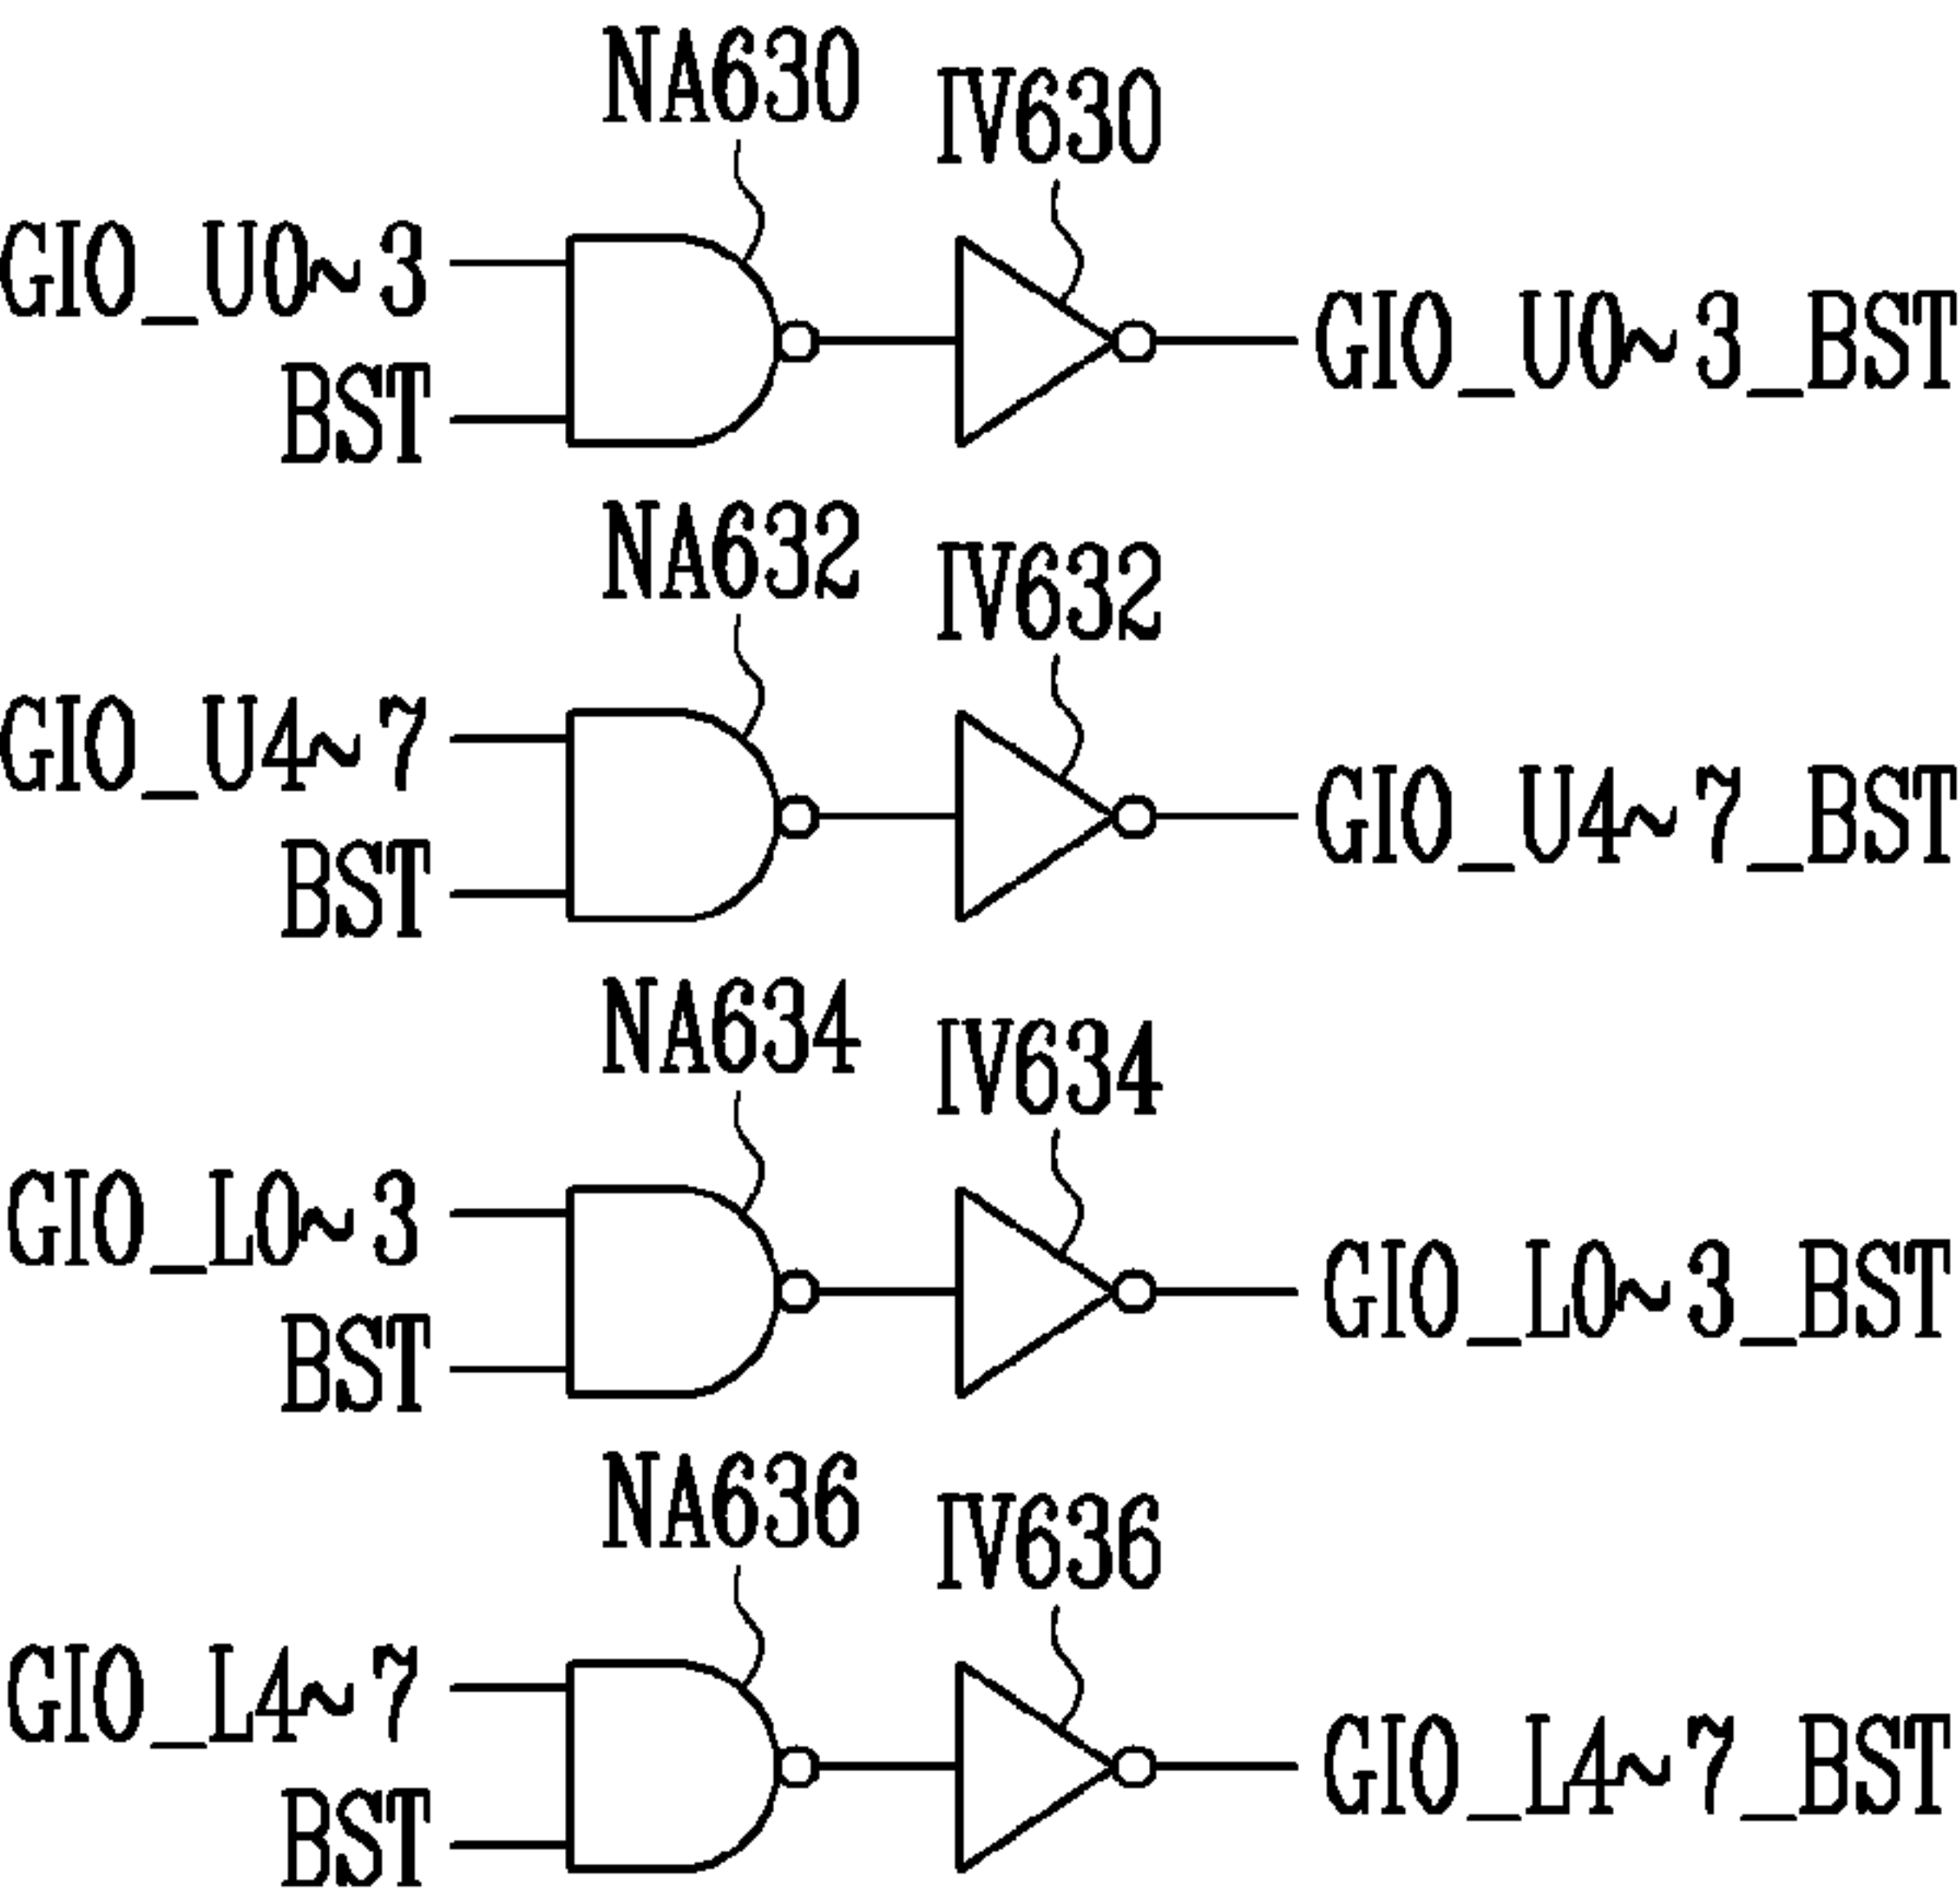 NA630
IV630
GIO_U0~3
GIO_U0~3_BST
BST
NA632
IV632
GIO_U4~7
GIO_U4~7_BST
BST
NA634
IV634
GIO_L0~3
GIO_L0~3_BST
BST
NA636
IV636
GIO_L4~7
GIO_L4~7_BST
BST